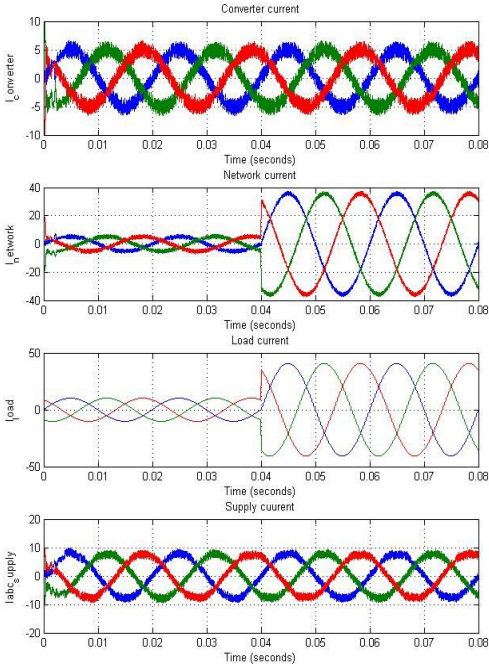 Converter current
I_converter
10
5
0
-5
-10
0 0.01 0.02 0.03 0.04 0.05 0.06 0.07 0.08
Time (seconds)
Network current
I_network
40
20
0
-20
-40
0 0.01 0.02 0.03 0.04 0.05 0.06 0.07 0.08
Time (seconds)
Load current
I_load
50
0
-50
0 0.01 0.02 0.03 0.04 0.05 0.06 0.07 0.08
Time (seconds)
Supply cuurent
Iabc_supply
20
10
0
-10
-20
0 0.01 0.02 0.03 0.04 0.05 0.06 0.07 0.08
Time (seconds)